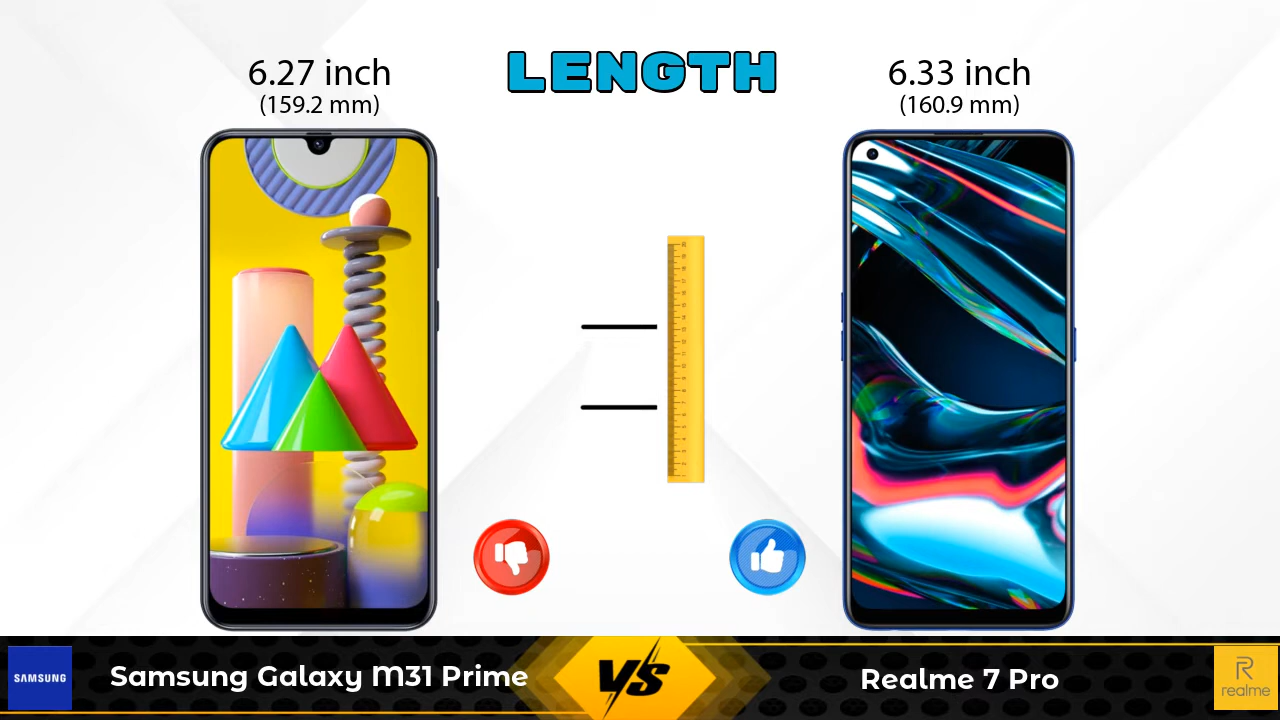 LENGTH
6.27 inch
(159.2 mm)
6.33 inch
(160.9 mm)
SAMSUNG
Samsung Galaxy M31 Prime
VS
Realme 7 Pro
R
realme